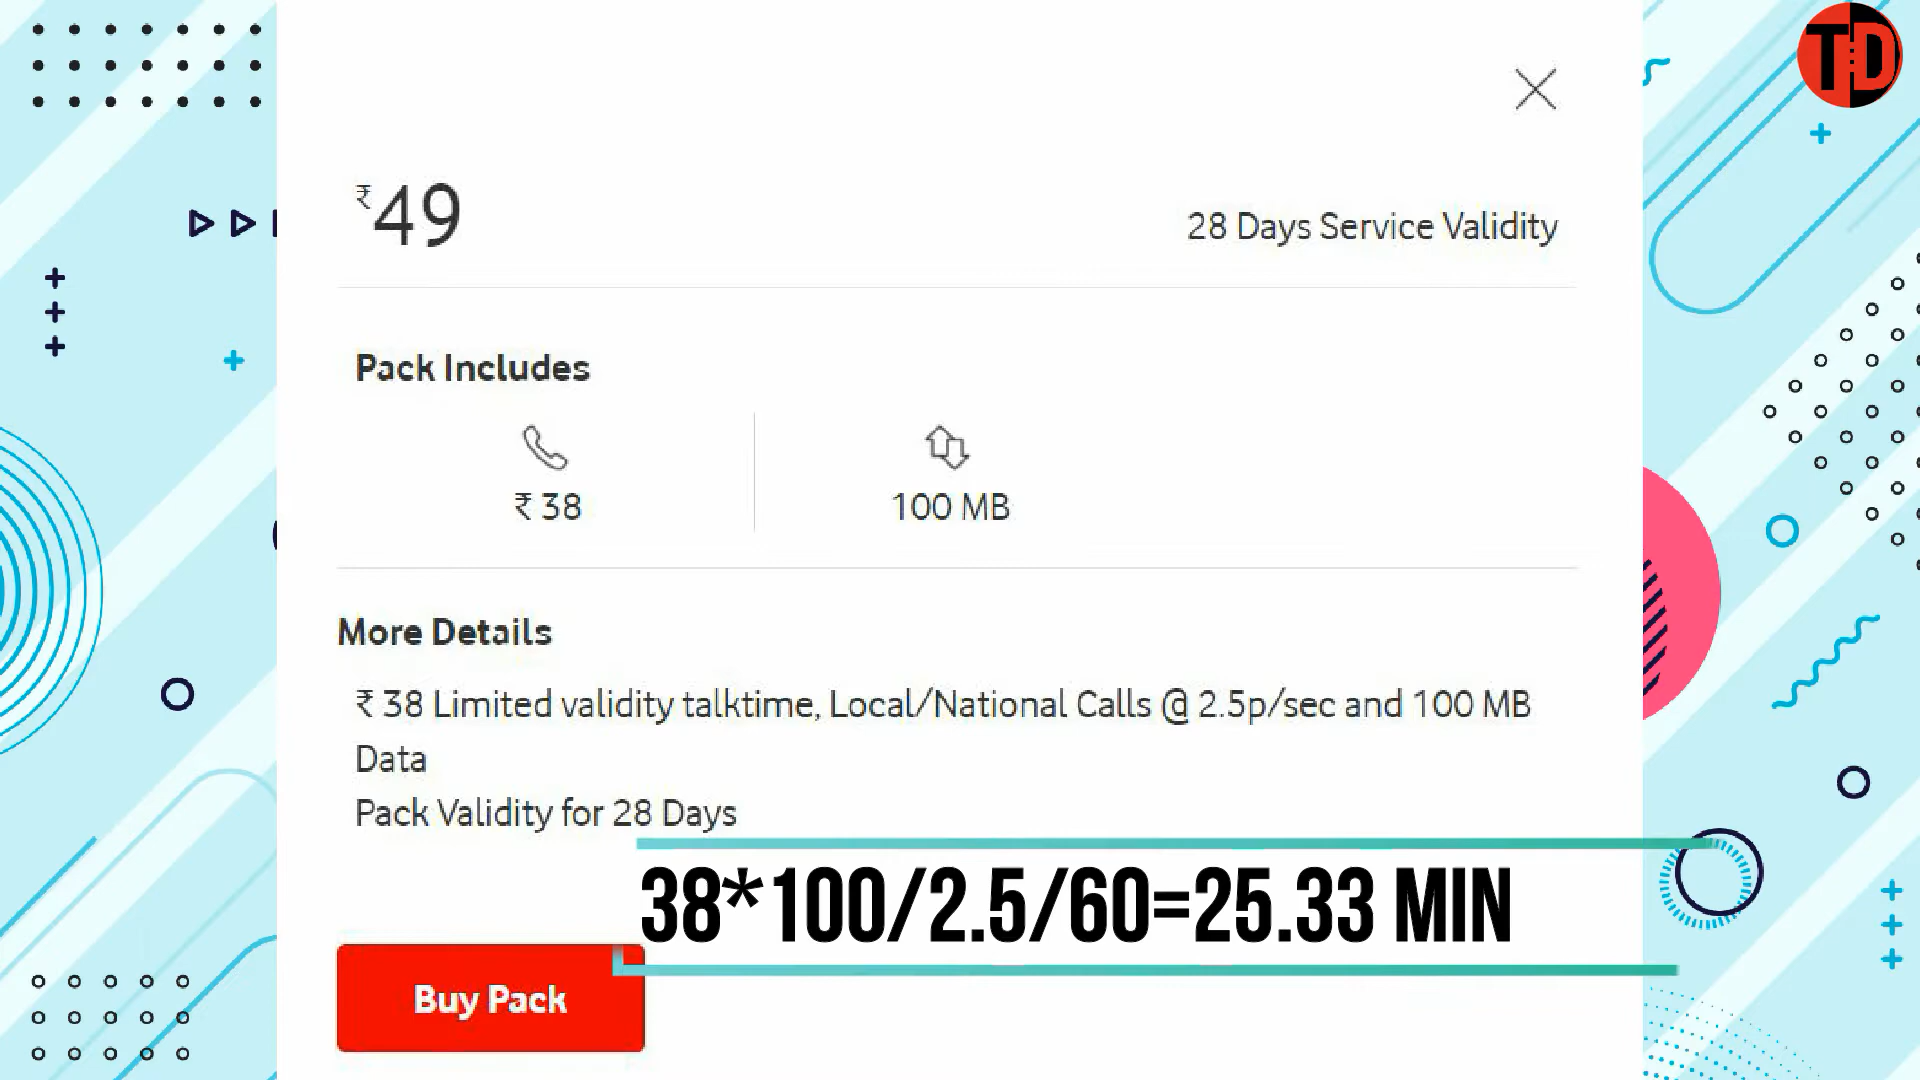 TD
₹49
28 Days Service Validity
Pack Includes
₹ 38
100 MB
More Details
₹ 38 Limited validity talktime, Local/National Calls @ 2.5p/sec and 100 MB
Data
Pack Validity for 28 Days
38*100/2.5/60=25.33 MIN
Buy Pack